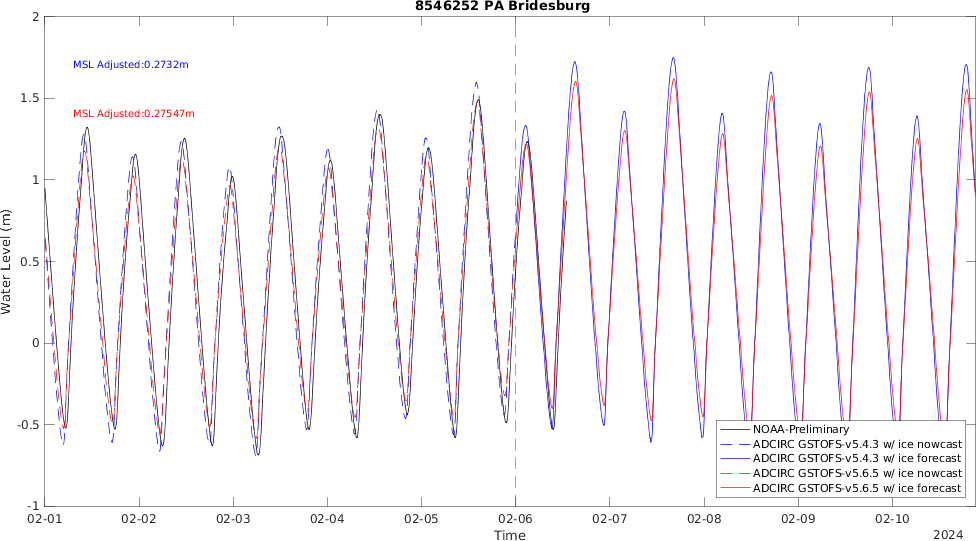 8546252 PA Bridesburg
2
MSL Adjusted:0.2732m
1.5
MSL Adjusted:0.27547m
1
Water Level (m)
0.5
0
-0.5
-1
NOAA-Preliminary
ADCIRC GSTOFS-v5.4.3 w/ ice nowcast
ADCIRC GSTOFS-v5.4.3 w/ ice forecast
ADCIRC GSTOFS-v5.6.5 w/ ice nowcast
ADCIRC GSTOFS-v5.6.5 w/ ice forecast
02-01 02-02 02-03 02-04 02-05 02-06 02-07 02-08 02-09 02-10
Time
2024